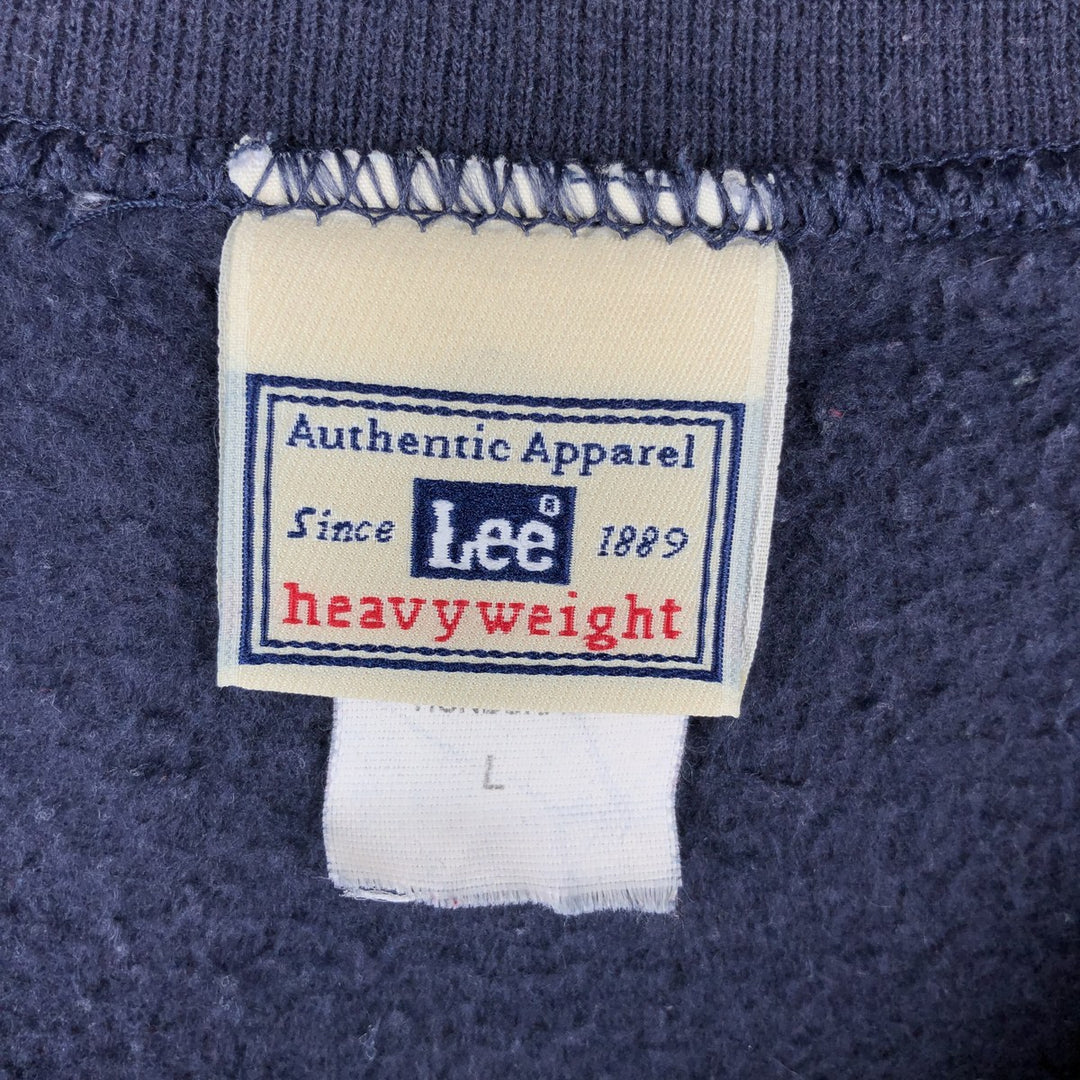 Authentic Apparel
Since Lee® 1889
heavyweight
L